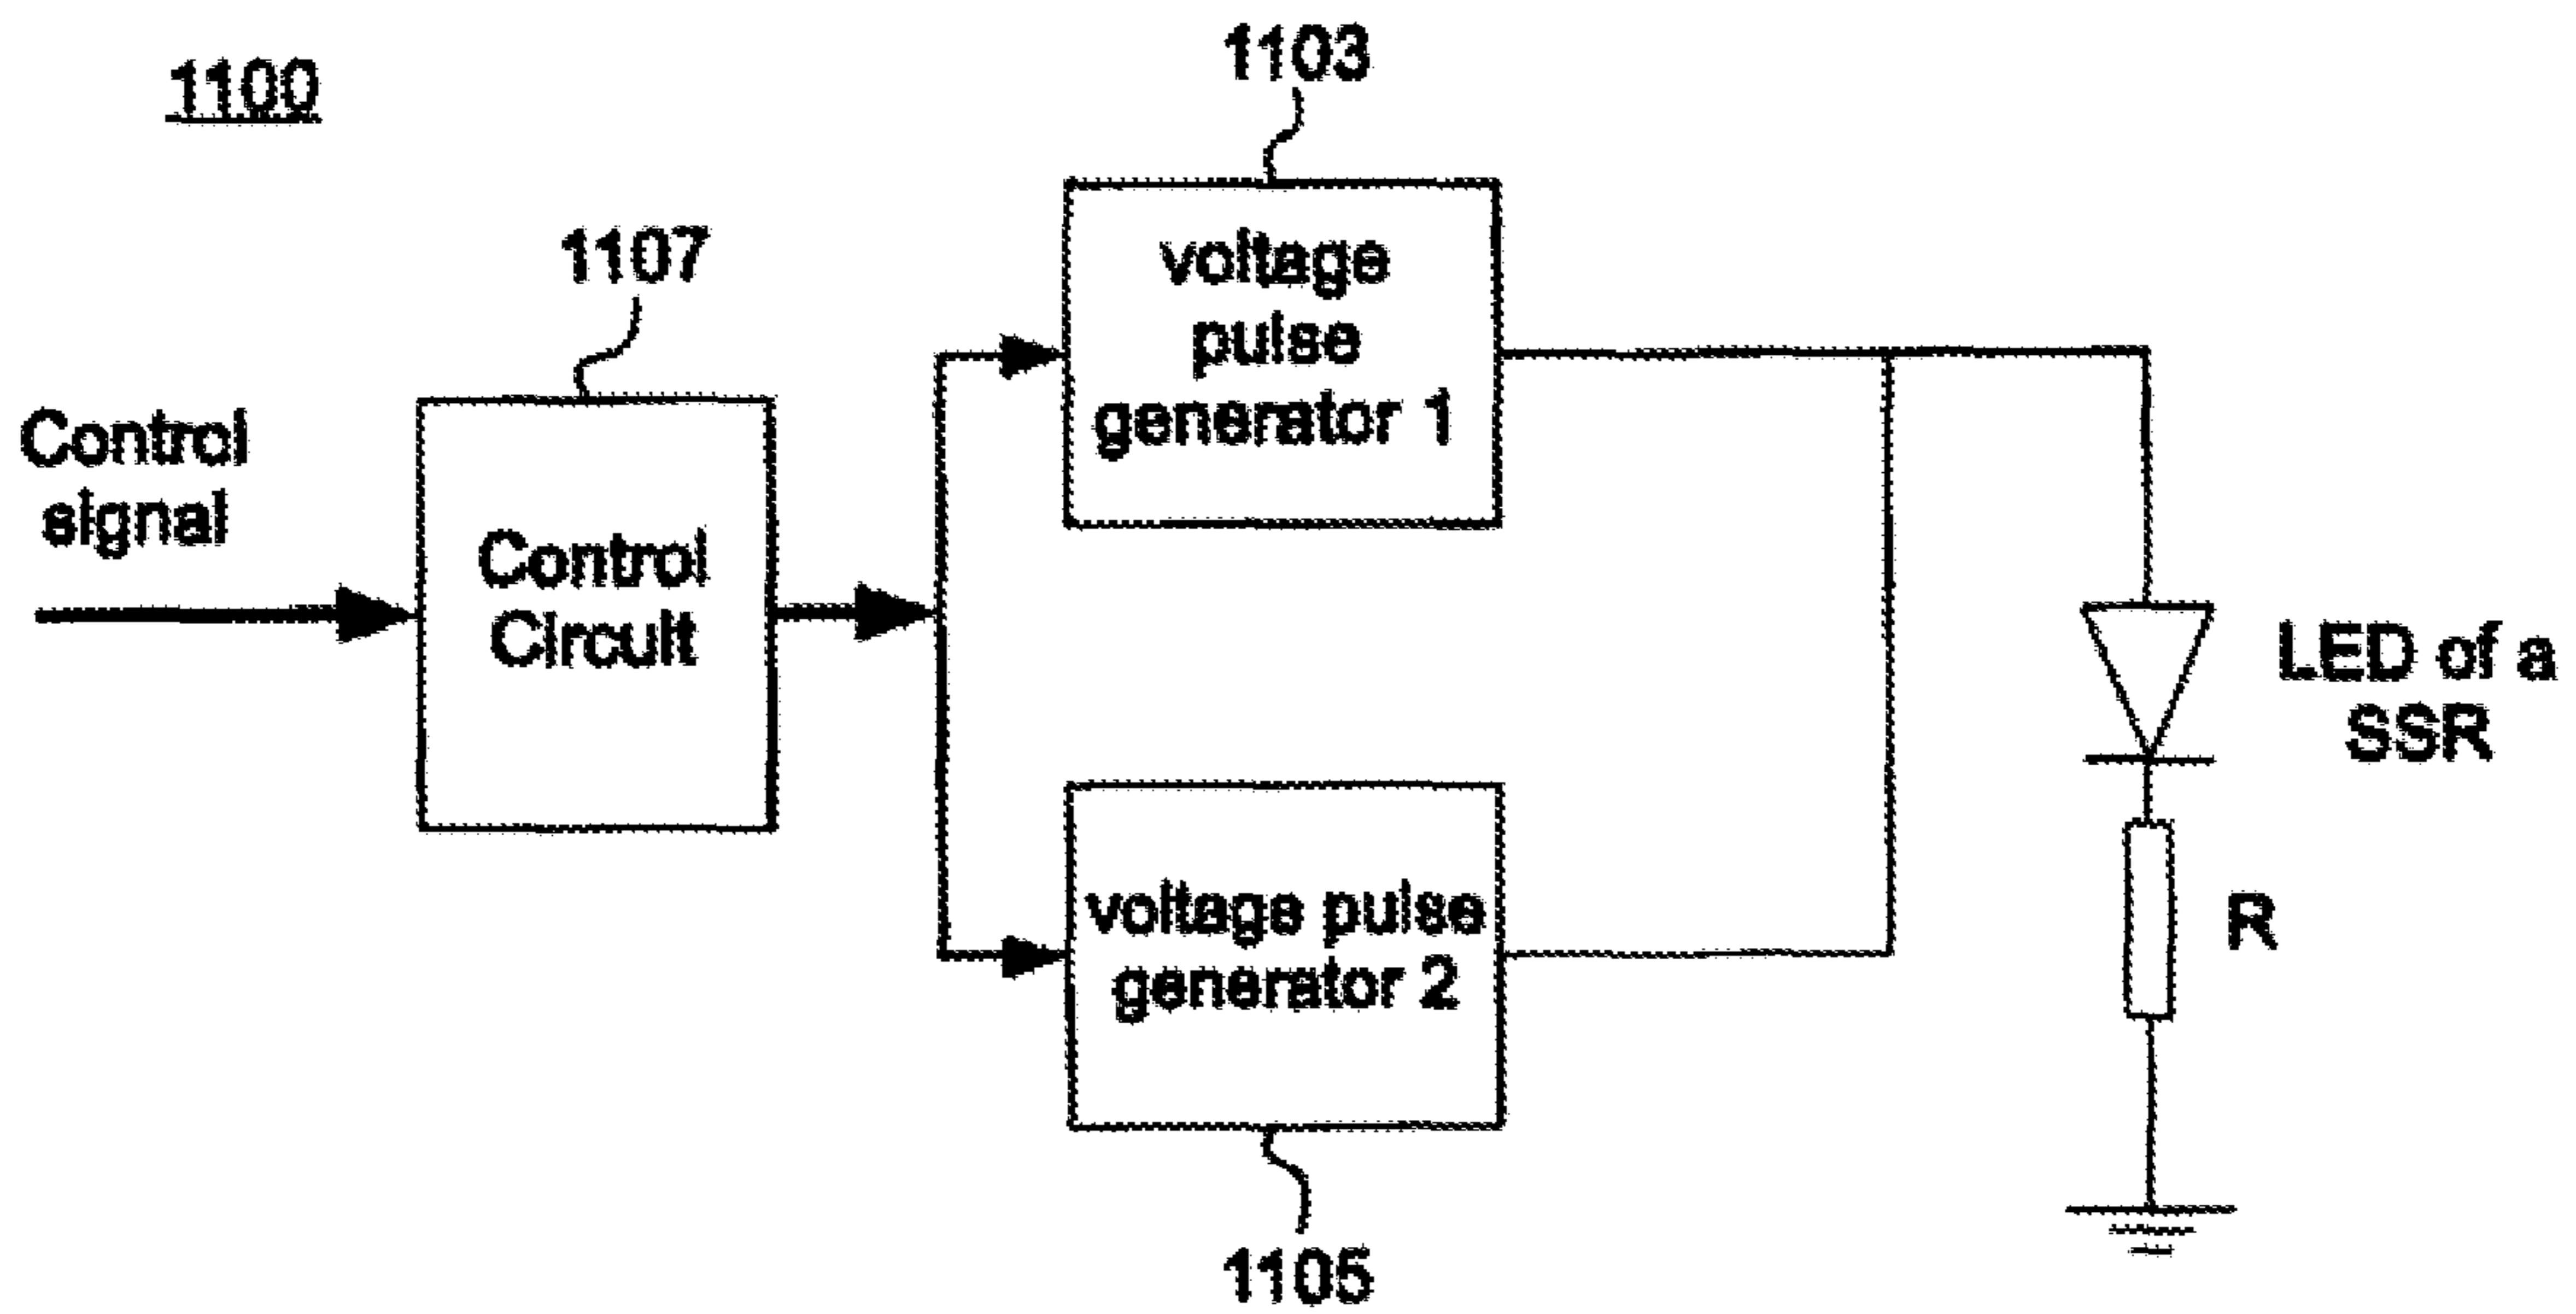 1100
1103
1107
voltage
pulse
generator 1
Control
signal
Control
Circuit
LED of a
SSR
voltage pulse
generator 2
R
1105